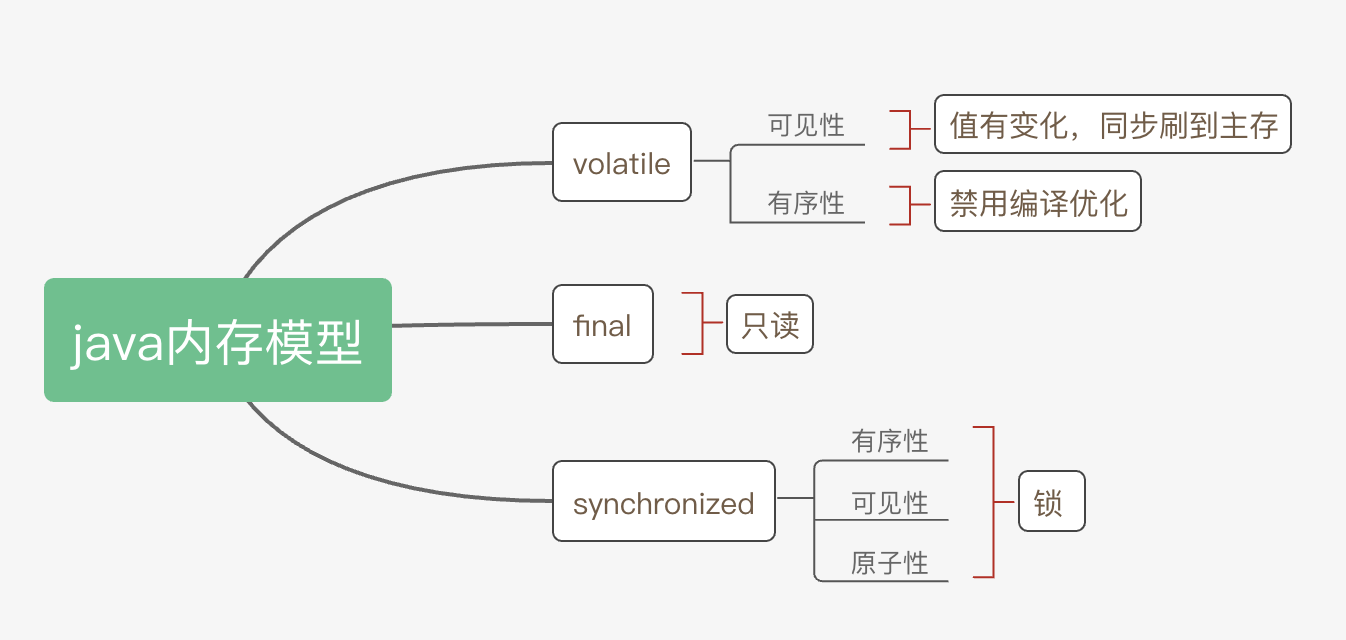 java内存模型
volatile
可见性
值有变化，同步刷到主存
有序性
禁用编译优化
final
只读
synchronized
有序性
可见性
原子性
锁